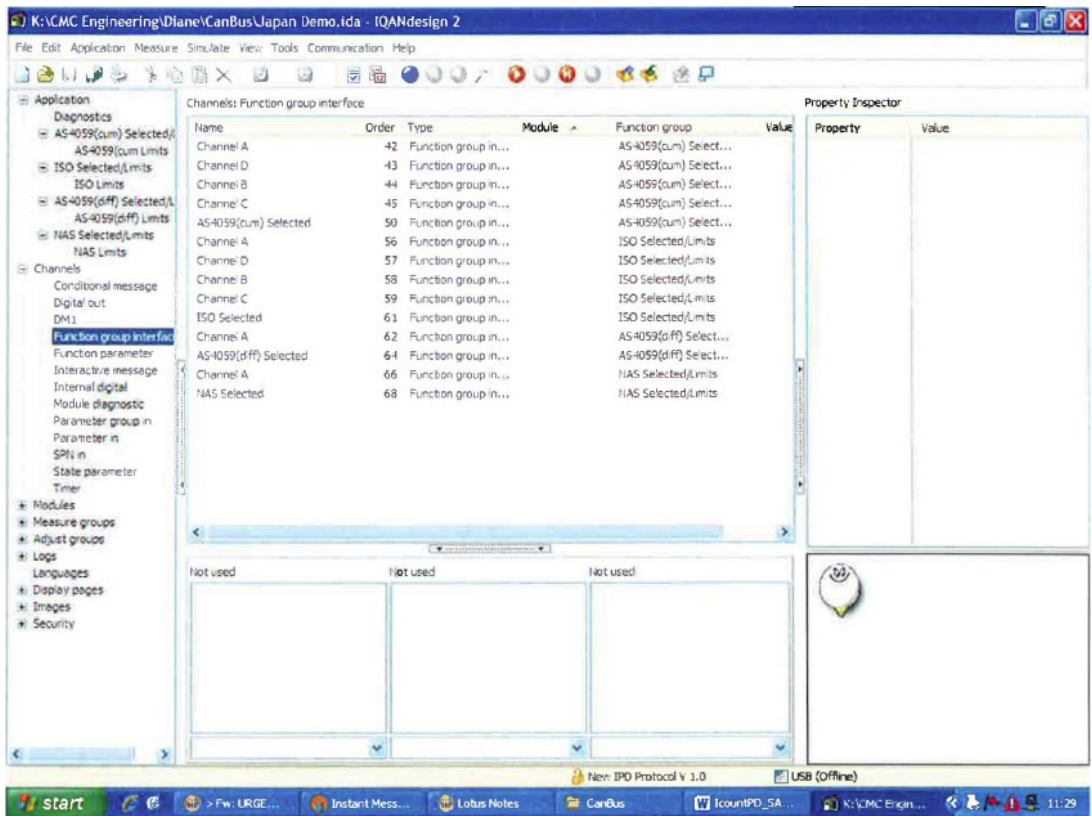 K:\CMC Engineering\Diane\CanBus\Japan Demo.ida - IQANdesign 2
File Edit Application Measure Simulate View Tools Communication Help
Application
Diagnostics
AS4059(cum) Selected/L
AS4059(cum Limits
ISO Selected/Limits
ISO Limits
AS4059(diff) Selected/L
AS4059(diff) Limits
NAS Selected/Limits
NAS Limits
Channels
Conditional message
Digital out
DM1
Function group interfac
Function parameter
Interactive message
Internal digital
Module diagnostic
Parameter group in
Parameter in
SPN in
State parameter
Timer
Modules
Measure groups
Adjust groups
Logs
Languages
Display pages
Images
Security
Channels: Function group interface
Name Order Type Module Function group Value
Channel A 42 Function group in... AS4059(cum) Select...
Channel D 43 Function group in... AS4059(cum) Select...
Channel B 44 Function group in... AS4059(cum) Select...
Channel C 45 Function group in... AS4059(cum) Select...
AS4059(cum) Selected 50 Function group in... AS4059(cum) Select...
Channel A 56 Function group in... ISO Selected/Limits
Channel D 57 Function group in... ISO Selected/Limits
Channel B 58 Function group in... ISO Selected/Limits
Channel C 59 Function group in... ISO Selected/Limits
ISO Selected 61 Function group in... ISO Selected/Limits
Channel A 62 Function group in... AS4059(diff) Select...
AS4059(diff) Selected 64 Function group in... AS4059(diff) Select...
Channel A 66 Function group in... NAS Selected/Limits
NAS Selected 68 Function group in... NAS Selected/Limits
Not used Not used Not used
Property Inspector
Property Value
New: IPD Protocol V 1.0 USB (Offline)
start > Fw: URGE... Instant Mess... Lotus Notes CanBus IcountPD_SA... K:\CMC Engin... 11:29